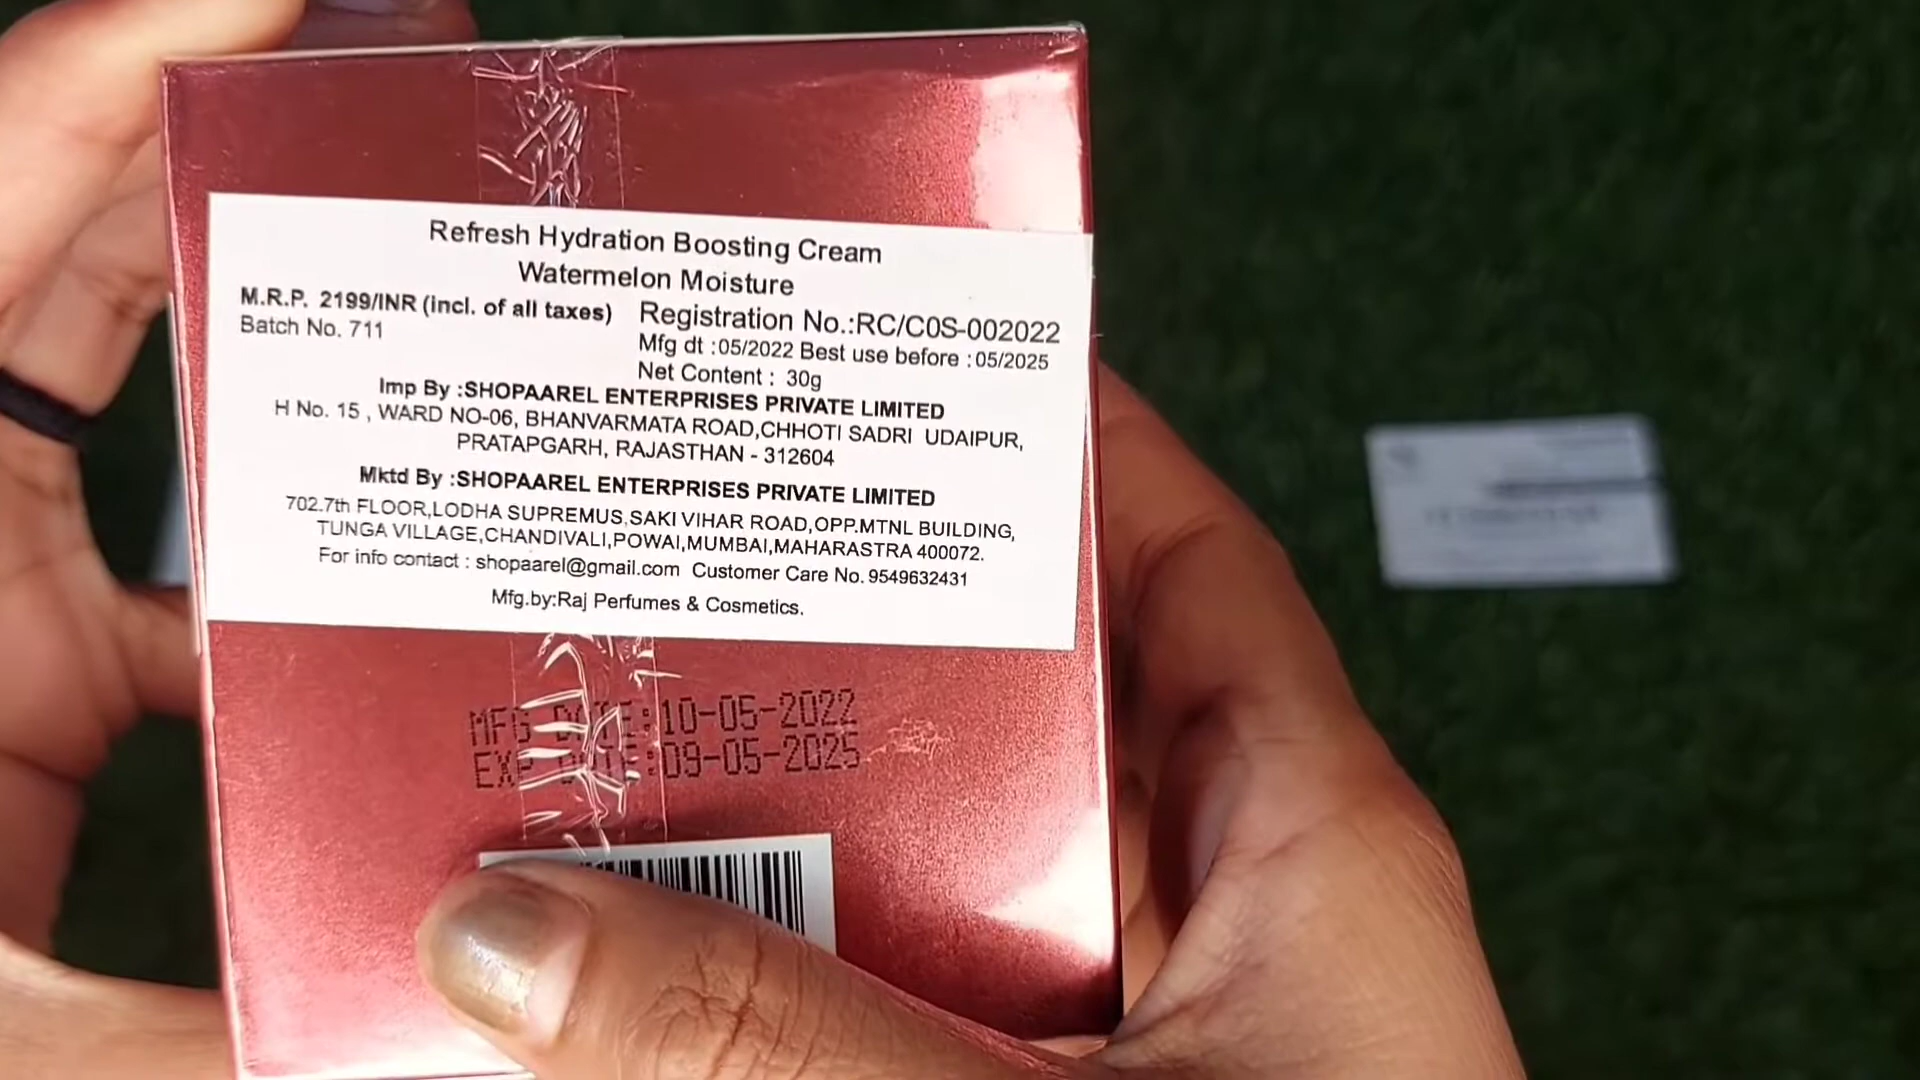 Refresh Hydration Boosting Cream
Watermelon Moisture
M.R.P. 2199/INR (incl. of all taxes)
Batch No. 711
Registration No.:RC/C0S-002022
Mfg dt :05/2022 Best use before :05/2025
Net Content : 30g
Imp By :SHOPAAREL ENTERPRISES PRIVATE LIMITED
H No. 15 , WARD NO-06, BHANVARMATA ROAD,CHHOTI SADRI UDAIPUR,
PRATAPGARH, RAJASTHAN - 312604
Mktd By :SHOPAAREL ENTERPRISES PRIVATE LIMITED
702.7th FLOOR,LODHA SUPREMUS,SAKI VIHAR ROAD,OPP.MTNL BUILDING,
TUNGA VILLAGE,CHANDIVALI,POWAI,MUMBAI,MAHARASTRA 400072.
For info contact : shopaarel@gmail.com Customer Care No. 9549632431
Mfg.by:Raj Perfumes & Cosmetics.
MFG DATE:10-05-2022
EXP DATE:09-05-2025